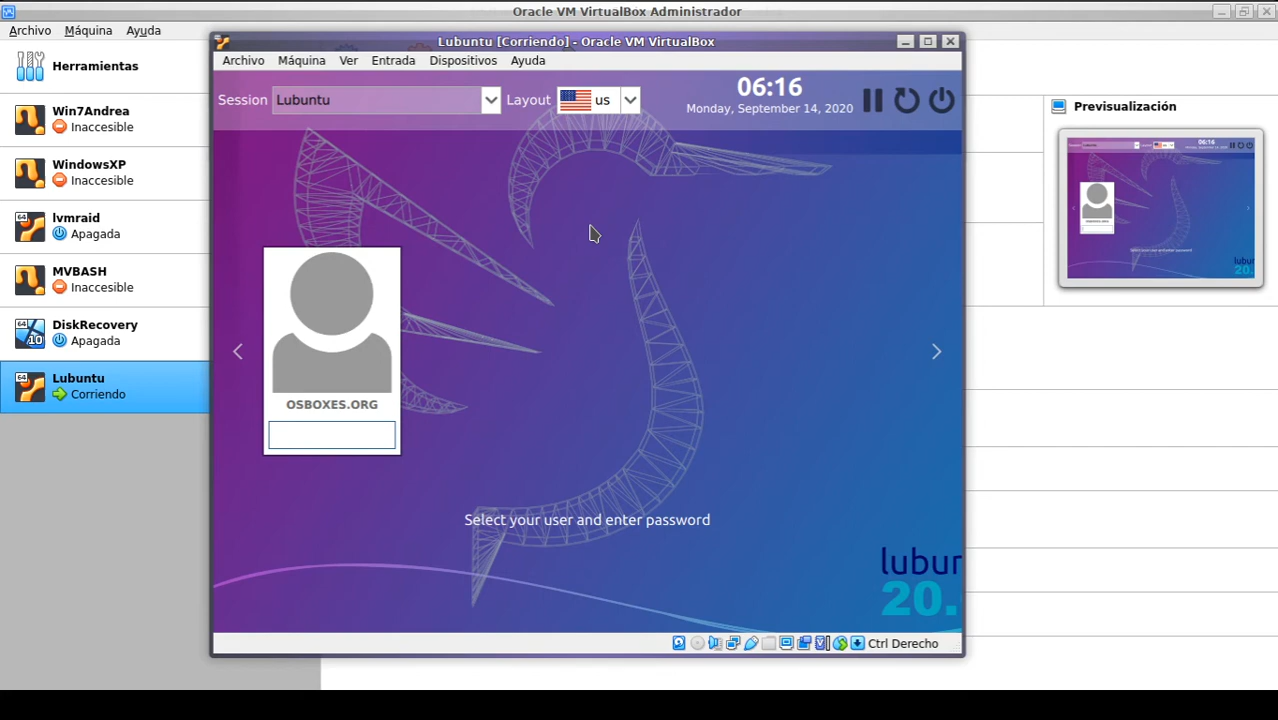 Oracle VM VirtualBox Administrador
Archivo Máquina Ayuda
Herramientas
Win7Andrea
Inaccesible
WindowsXP
Inaccesible
lvmraid
Apagada
MVBASH
Inaccesible
DiskRecovery
Apagada
Lubuntu
Corriendo
Lubuntu [Corriendo] - Oracle VM VirtualBox
Archivo Máquina Ver Entrada Dispositivos Ayuda
Session Lubuntu Layout us
06:16
Monday, September 14, 2020
OSBOXES.ORG
Select your user and enter password
lubun
20.
Ctrl Derecho
Previsualización